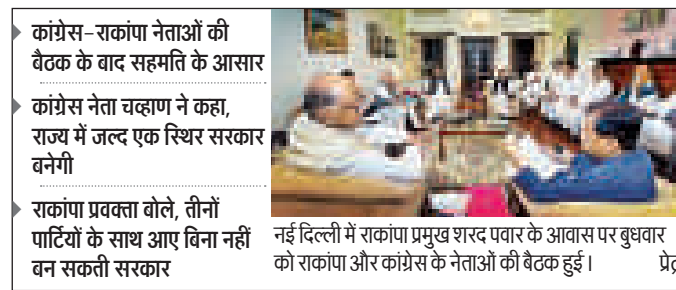 कांग्रेस-राकांपा नेताओं की
बैठक के बाद सहमति के आसार
कांग्रेस नेता चव्हाण ने कहा,
राज्य में जल्द एक स्थिर सरकार
बनेगी
राकांपा प्रवक्ता बोले, तीनों
पार्टियों के साथ आए बिना नहीं
बन सकती सरकार
नई दिल्ली में राकांपा प्रमुख शरद पवार के आवास पर बुधवार
को राकांपा और कांग्रेस के नेताओं की बैठक हुई।